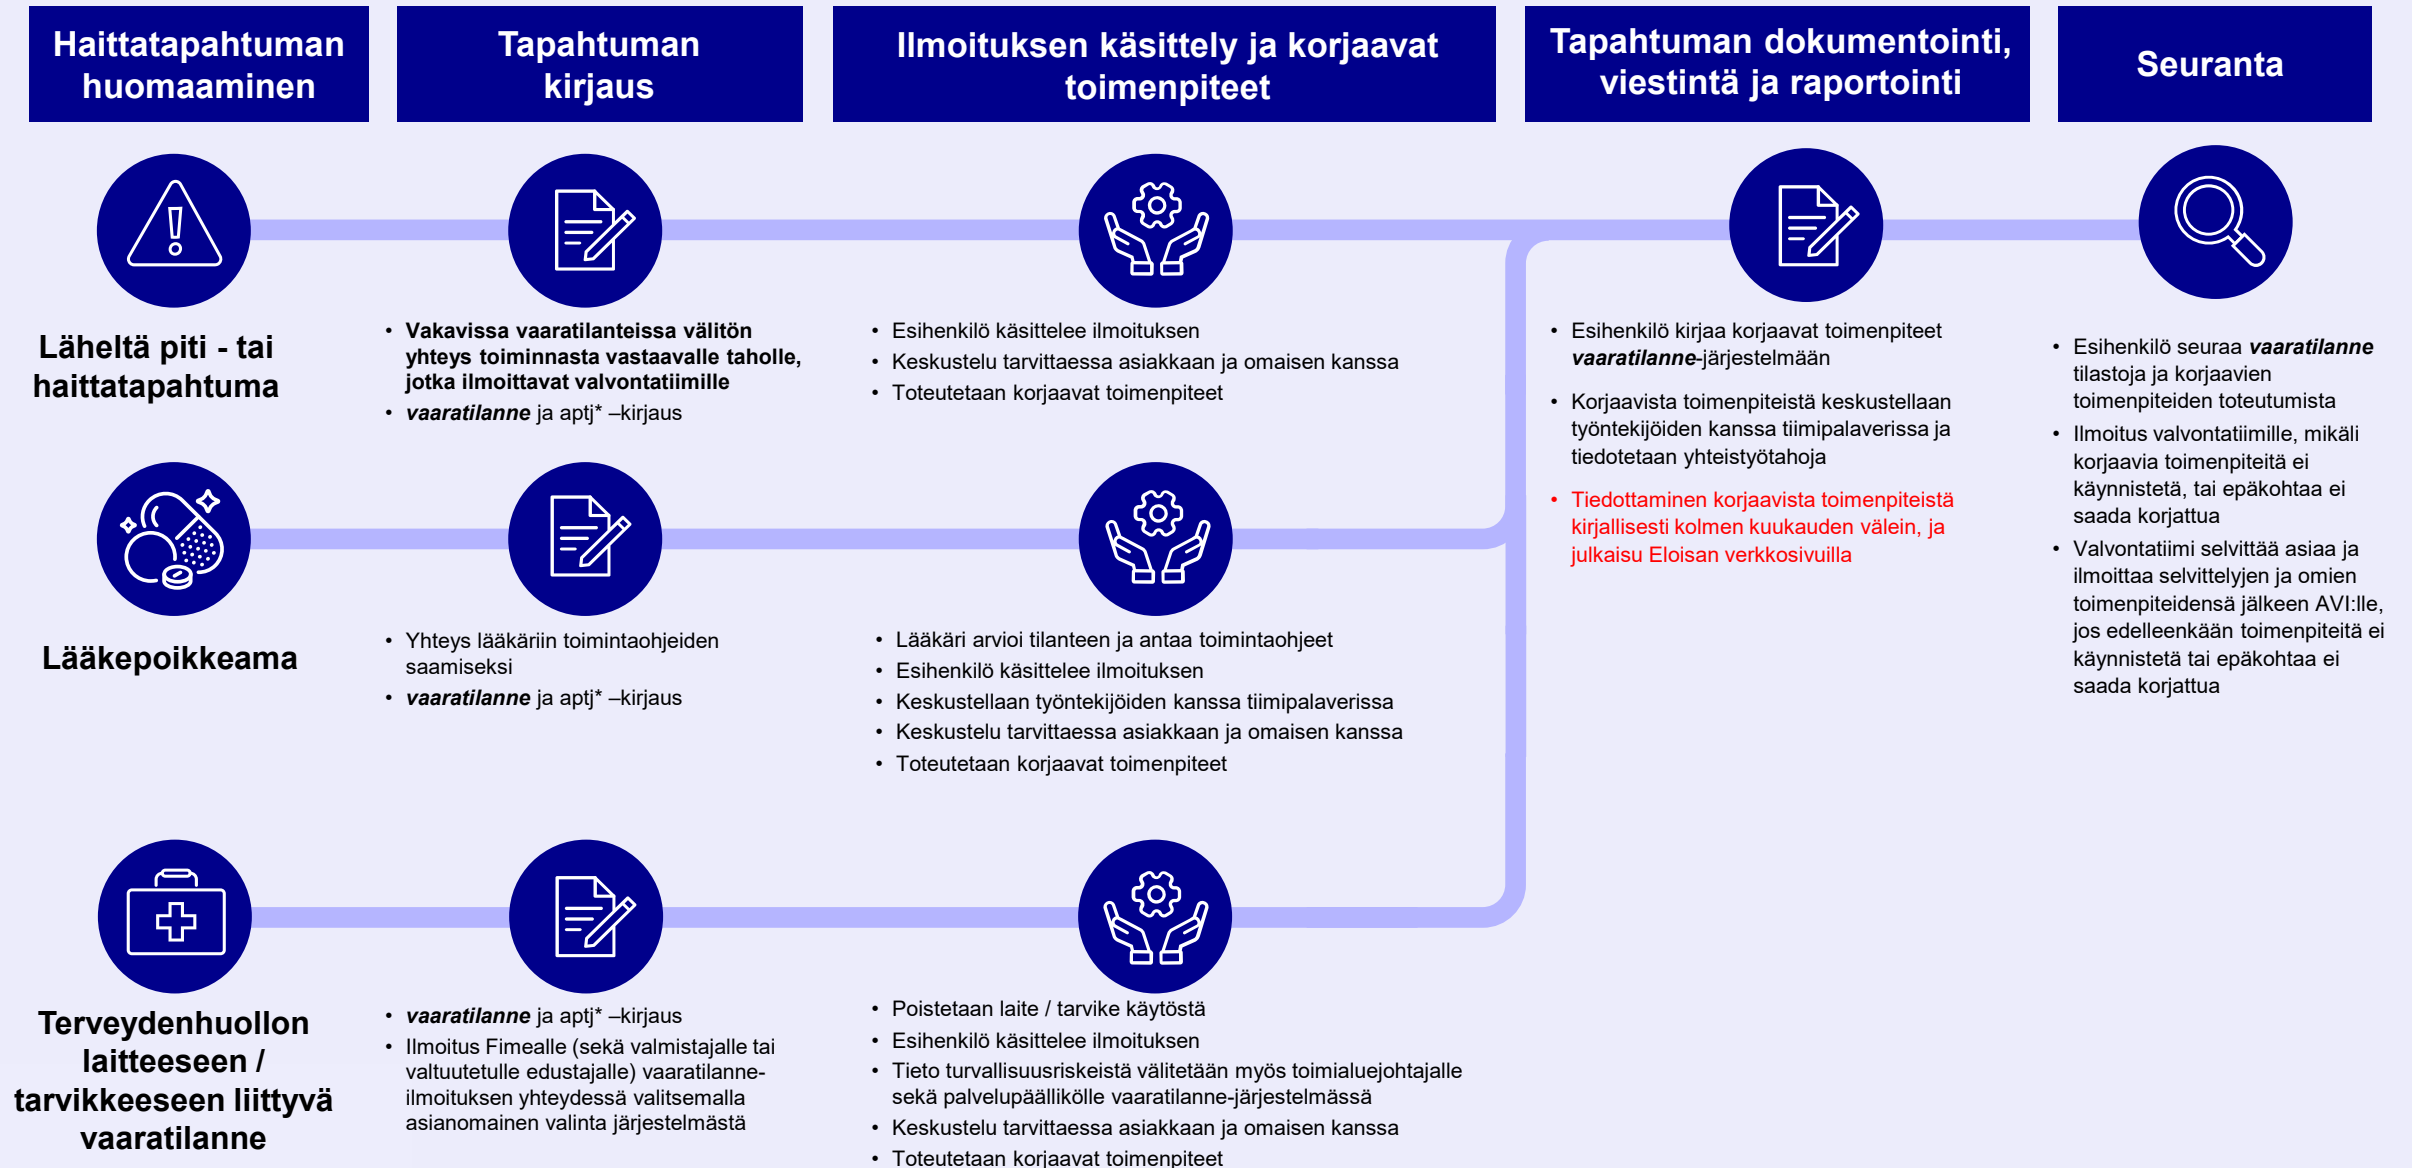 Haittatapahtuman
huomaaminen
Tapahtuman
kirjaus
Ilmoituksen käsittely ja korjaavat
toimenpiteet
Tapahtuman dokumentointi,
viestintä ja raportointi
Seuranta
Läheltä piti - tai
haittatapahtuma
• Vakavissa vaaratilanteissa välitön
yhteys toiminnasta vastaavalle taholle,
jotka ilmoittavat valvontatiimille
• vaaratilanne ja aptj* –kirjaus
• Esihenkilö käsittelee ilmoituksen
• Keskustelu tarvittaessa asiakkaan ja omaisen kanssa
• Toteutetaan korjaavat toimenpiteet
• Esihenkilö kirjaa korjaavat toimenpiteet
vaaratilanne-järjestelmään
• Korjaavista toimenpiteistä keskustellaan
työntekijöiden kanssa tiimipalaverissa ja
tiedotetaan yhteistyötahoja
• Tiedottaminen korjaavista toimenpiteistä
kirjallisesti kolmen kuukauden välein, ja
julkaisu Eloisan verkkosivuilla
• Esihenkilö seuraa vaaratilanne
tilastoja ja korjaavien
toimenpiteiden toteutumista
• Ilmoitus valvontatiimille, mikäli
korjaavia toimenpiteitä ei
käynnistetä, tai epäkohtaa ei
saada korjattua
• Valvontatiimi selvittää asiaa ja
ilmoittaa selvittelyjen ja omien
toimenpiteidensä jälkeen AVI:lle,
jos edelleenkään toimenpiteitä ei
käynnistetä tai epäkohtaa ei
saada korjattua
Lääkepoikkeama
• Yhteys lääkäriin toimintaohjeiden
saamiseksi
• vaaratilanne ja aptj* –kirjaus
• Lääkäri arvioi tilanteen ja antaa toimintaohjeet
• Esihenkilö käsittelee ilmoituksen
• Keskustellaan työntekijöiden kanssa tiimipalaverissa
• Keskustelu tarvittaessa asiakkaan ja omaisen kanssa
• Toteutetaan korjaavat toimenpiteet
Terveydenhuollon
laitteeseen /
tarvikkeeseen liittyvä
vaaratilanne
• vaaratilanne ja aptj* –kirjaus
• Ilmoitus Fimealle (sekä valmistajalle tai
valtuutetulle edustajalle) vaaratilanne-
ilmoituksen yhteydessä valitsemalla
asianomainen valinta järjestelmästä
• Poistetaan laite / tarvike käytöstä
• Esihenkilö käsittelee ilmoituksen
• Tieto turvallisuusriskeistä välitetään myös toimialuejohtajalle
sekä palvelupäällikölle vaaratilanne-järjestelmässä
• Keskustelu tarvittaessa asiakkaan ja omaisen kanssa
• Toteutetaan korjaavat toimenpiteet